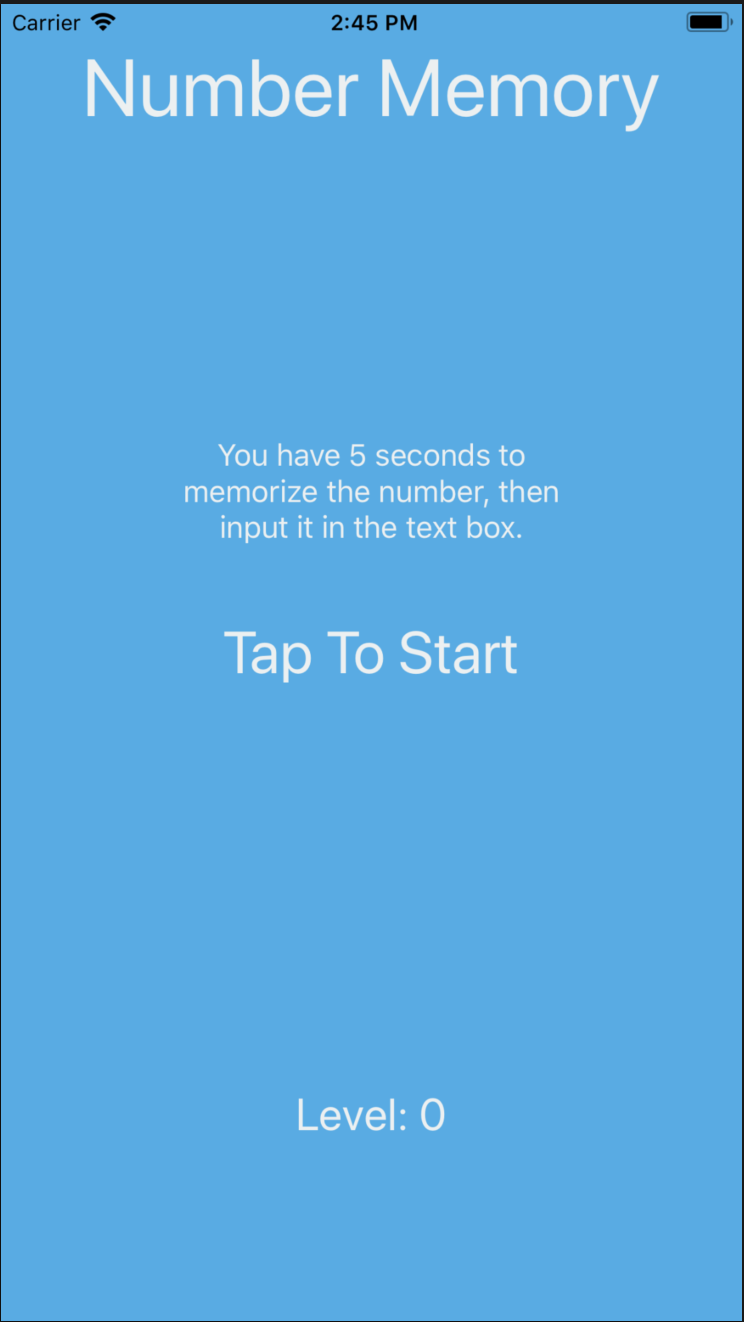 Carrier 2:45 PM
Number Memory
You have 5 seconds to
memorize the number, then
input it in the text box.
Tap To Start
Level: 0